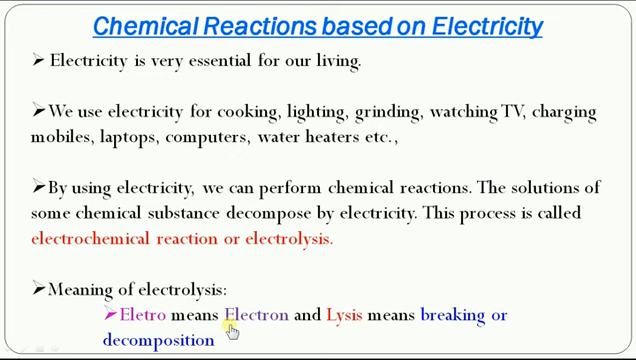 Chemical Reactions based on Electricity
➢ Electricity is very essential for our living.
➢ We use electricity for cooking, lighting, grinding, watching TV, charging
mobiles, laptops, computers, water heaters etc.,
➢ By using electricity, we can perform chemical reactions. The solutions of
some chemical substance decompose by electricity. This process is called
electrochemical reaction or electrolysis.
➢ Meaning of electrolysis:
➢ Eletro means Electron and Lysis means breaking or
decomposition